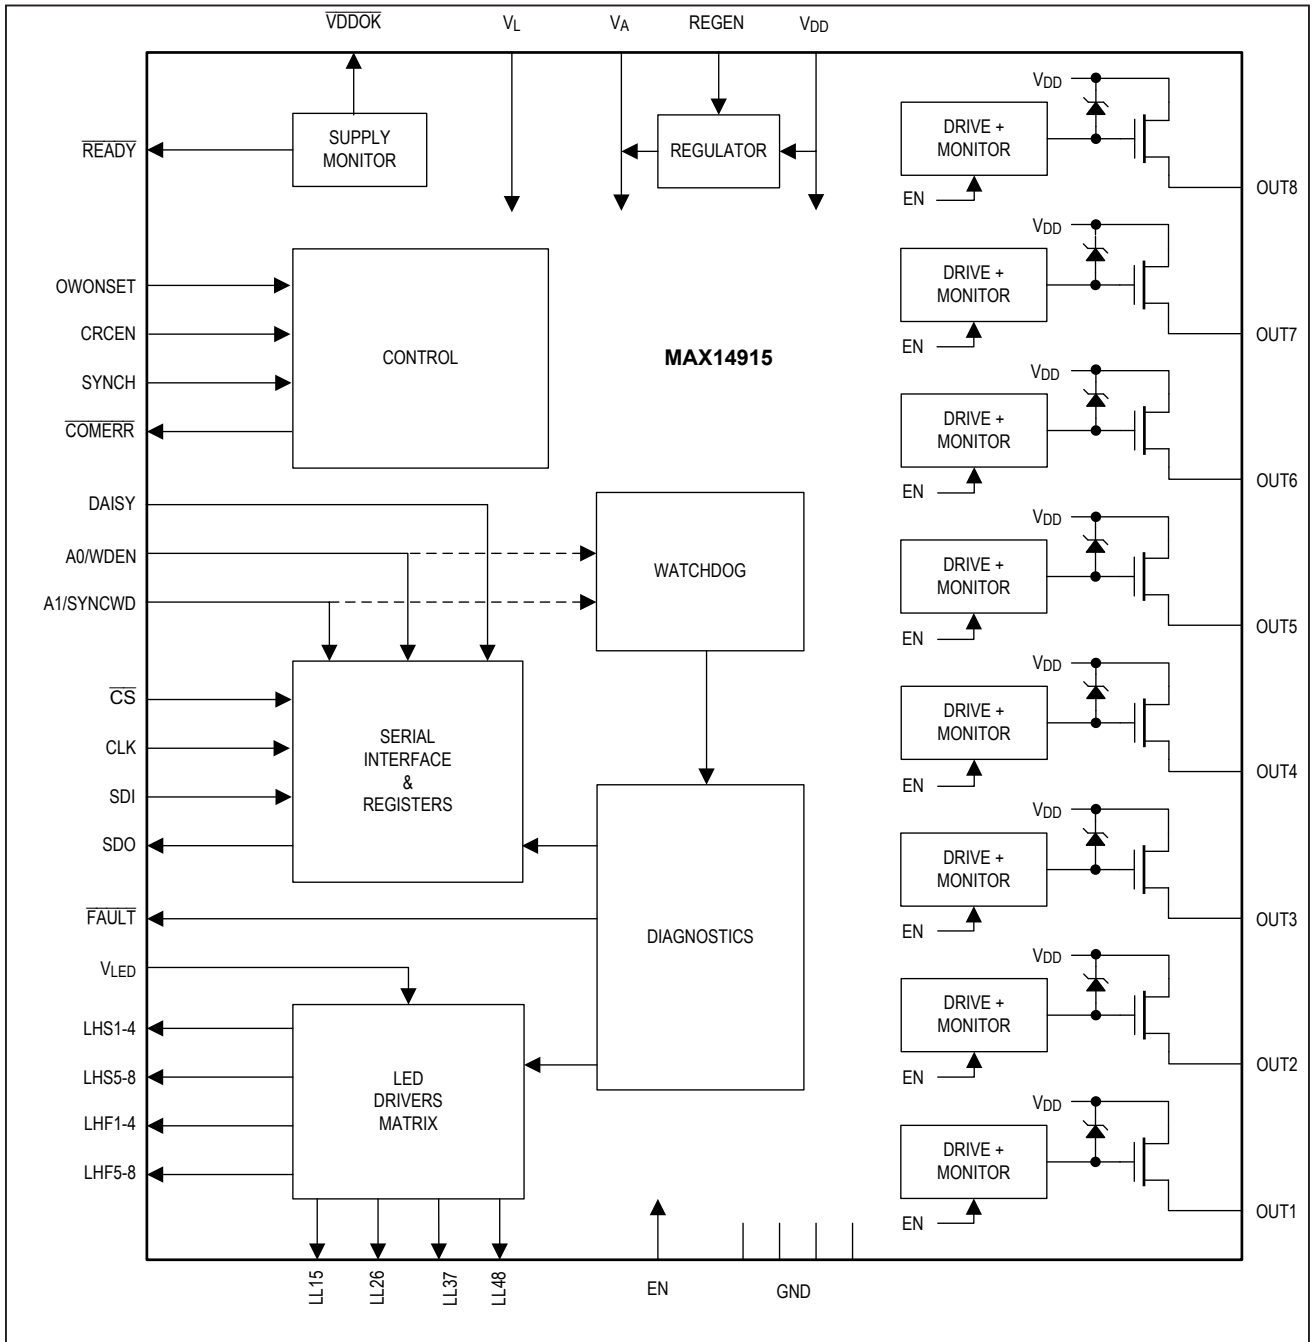 VDDOK
VL
VA
REGEN
VDD
READY
SUPPLY
MONITOR
REGULATOR
OWONSET
CRCEN
SYNCH
COMERR
CONTROL
MAX14915
DAISY
A0/WDEN
A1/SYNCWD
WATCHDOG
CS
CLK
SDI
SDO
SERIAL
INTERFACE
&
REGISTERS
FAULT
DIAGNOSTICS
VLED
LHS1-4
LHS5-8
LHF1-4
LHF5-8
LED
DRIVERS
MATRIX
LL15
LL26
LL37
LL48
EN
GND
VDD
DRIVE +
MONITOR
EN
OUT8
VDD
DRIVE +
MONITOR
EN
OUT7
VDD
DRIVE +
MONITOR
EN
OUT6
VDD
DRIVE +
MONITOR
EN
OUT5
VDD
DRIVE +
MONITOR
EN
OUT4
VDD
DRIVE +
MONITOR
EN
OUT3
VDD
DRIVE +
MONITOR
EN
OUT2
VDD
DRIVE +
MONITOR
EN
OUT1